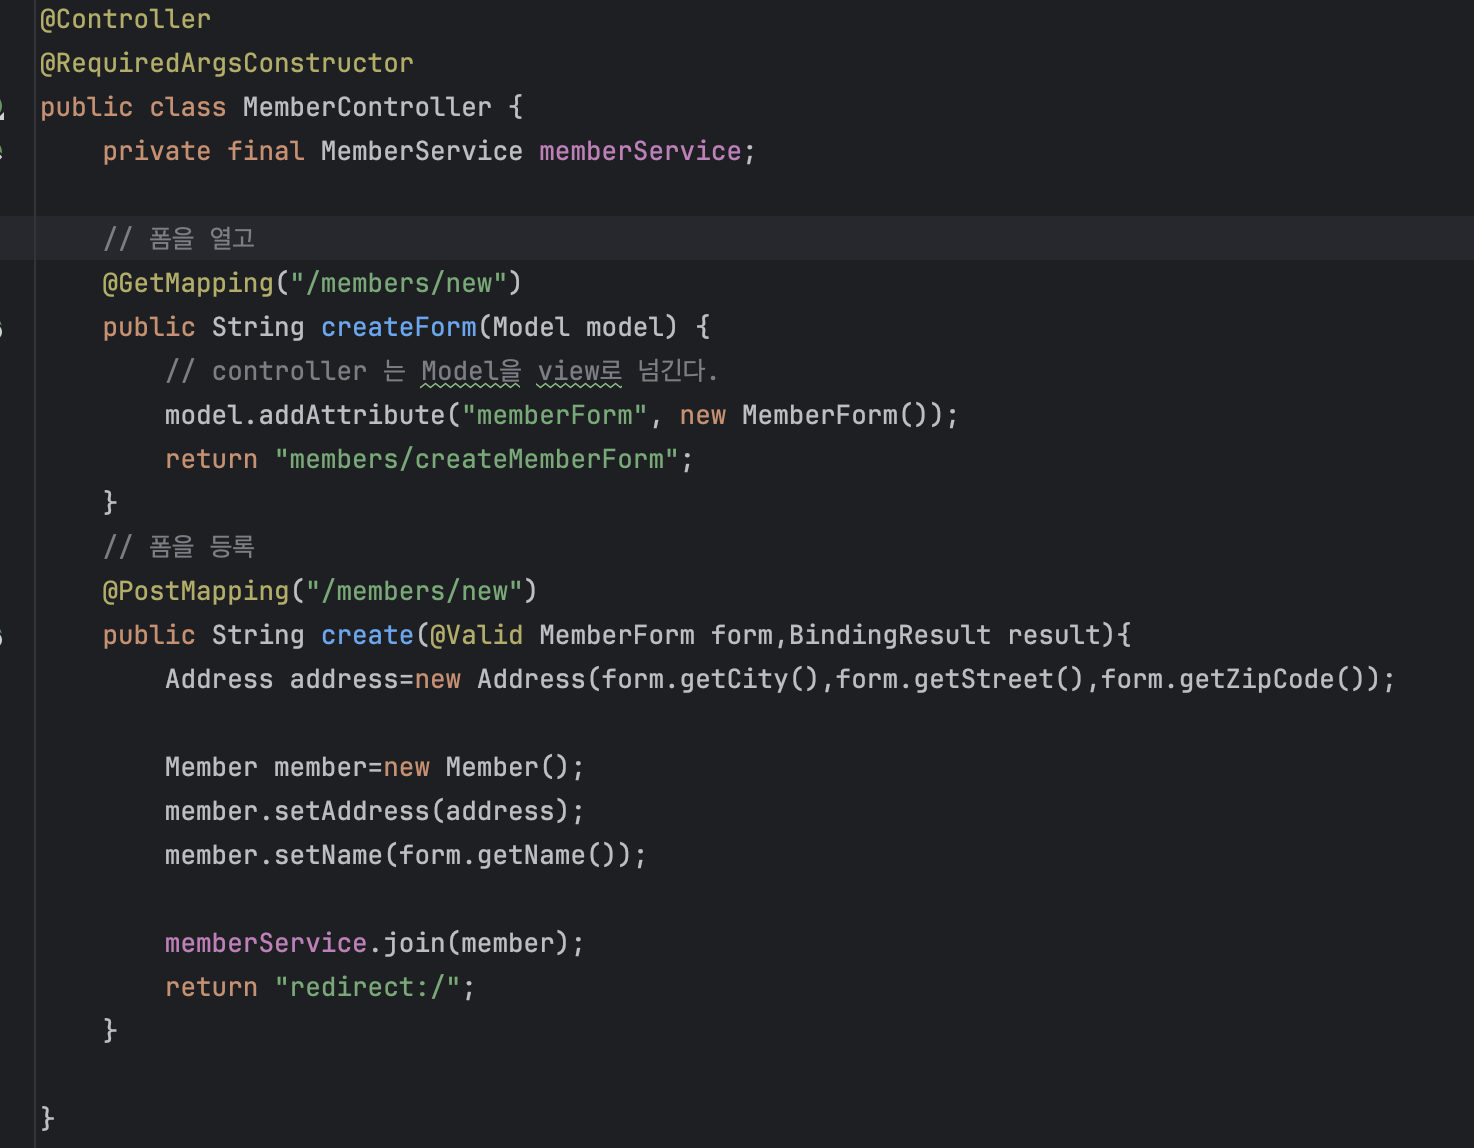 @Controller
@RequiredArgsConstructor
public class MemberController {
    private final MemberService memberService;
    // 폼을 열고
    @GetMapping("/members/new")
    public String createForm(Model model) {
        // controller 는 Model을 view로 넘긴다.
        model.addAttribute("memberForm", new MemberForm());
        return "members/createMemberForm";
    }
    // 폼을 등록
    @PostMapping("/members/new")
    public String create(@Valid MemberForm form,BindingResult result){
        Address address=new Address(form.getCity(),form.getStreet(),form.getZipCode());
        Member member=new Member();
        member.setAddress(address);
        member.setName(form.getName());
        memberService.join(member);
        return "redirect:/";
    }
}